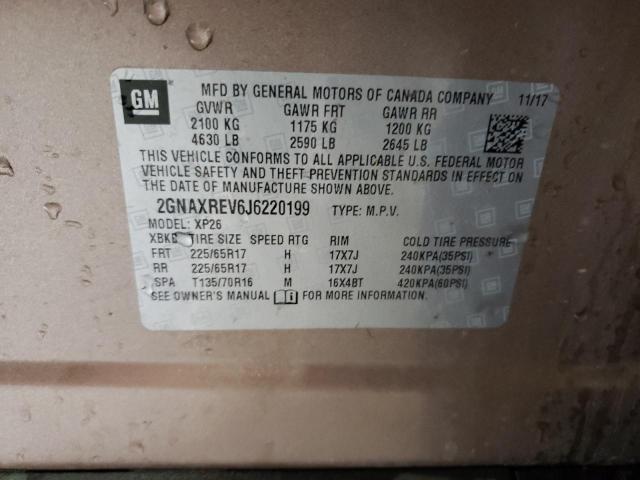 GM
MFD BY GENERAL MOTORS OF CANADA COMPANY 11/17
GVWR GAWR FRT GAWR RR
2100 KG 1175 KG 1200 KG
4630 LB 2590 LB 2645 LB
THIS VEHICLE CONFORMS TO ALL APPLICABLE U.S. FEDERAL MOTOR
VEHICLE SAFETY AND THEFT PREVENTION STANDARDS IN EFFECT ON
THE DATE OF MANUFACTURE SHOWN ABOVE.
2GNAXREV6J6220199 TYPE: M.P.V.
MODEL: XP26
XBKB TIRE SIZE SPEED RTG RIM COLD TIRE PRESSURE
FRT 225/65R17 H 17X7J 240KPA(35PSI)
RR 225/65R17 H 17X7J 240KPA(35PSI)
SPA T135/70R16 M 16X4BT 420KPA(60PSI)
SEE OWNER'S MANUAL FOR MORE INFORMATION.